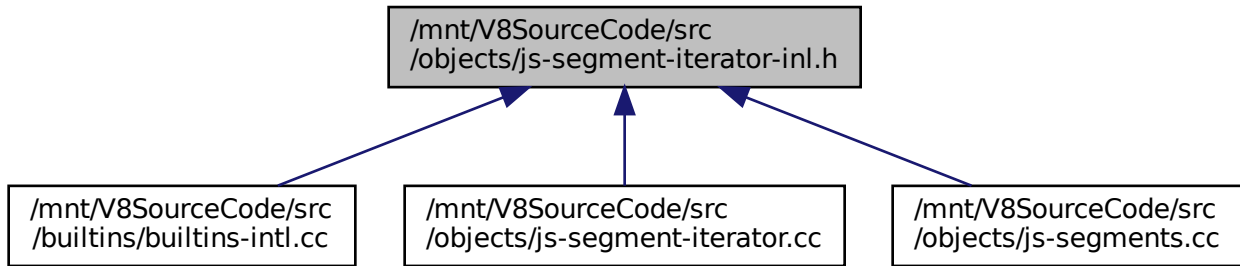 /mnt/V8SourceCode/src
/objects/js-segment-iterator-inl.h
/mnt/V8SourceCode/src
/builtins/builtins-intl.cc
/mnt/V8SourceCode/src
/objects/js-segment-iterator.cc
/mnt/V8SourceCode/src
/objects/js-segments.cc